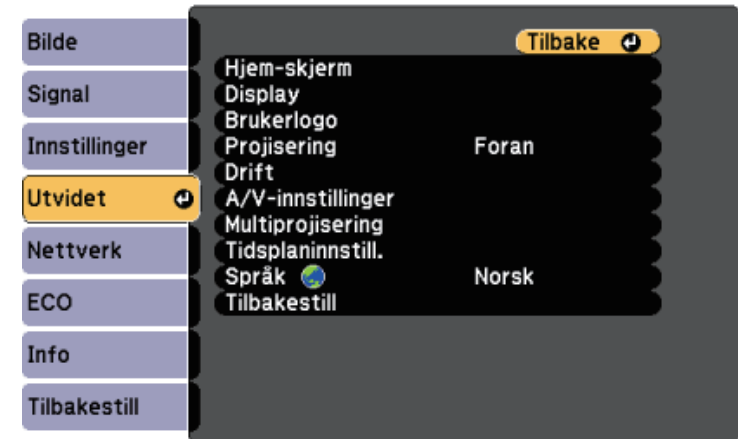 Bilde
Signal
Innstillinger
Utvidet
Nettverk
ECO
Info
Tilbakestill
Tilbake
Hjem-skjerm
Display
Brukerlogo
Projisering Foran
Drift
A/V-innstillinger
Multiprojisering
Tidsplaninnstill.
Språk Norsk
Tilbakestill